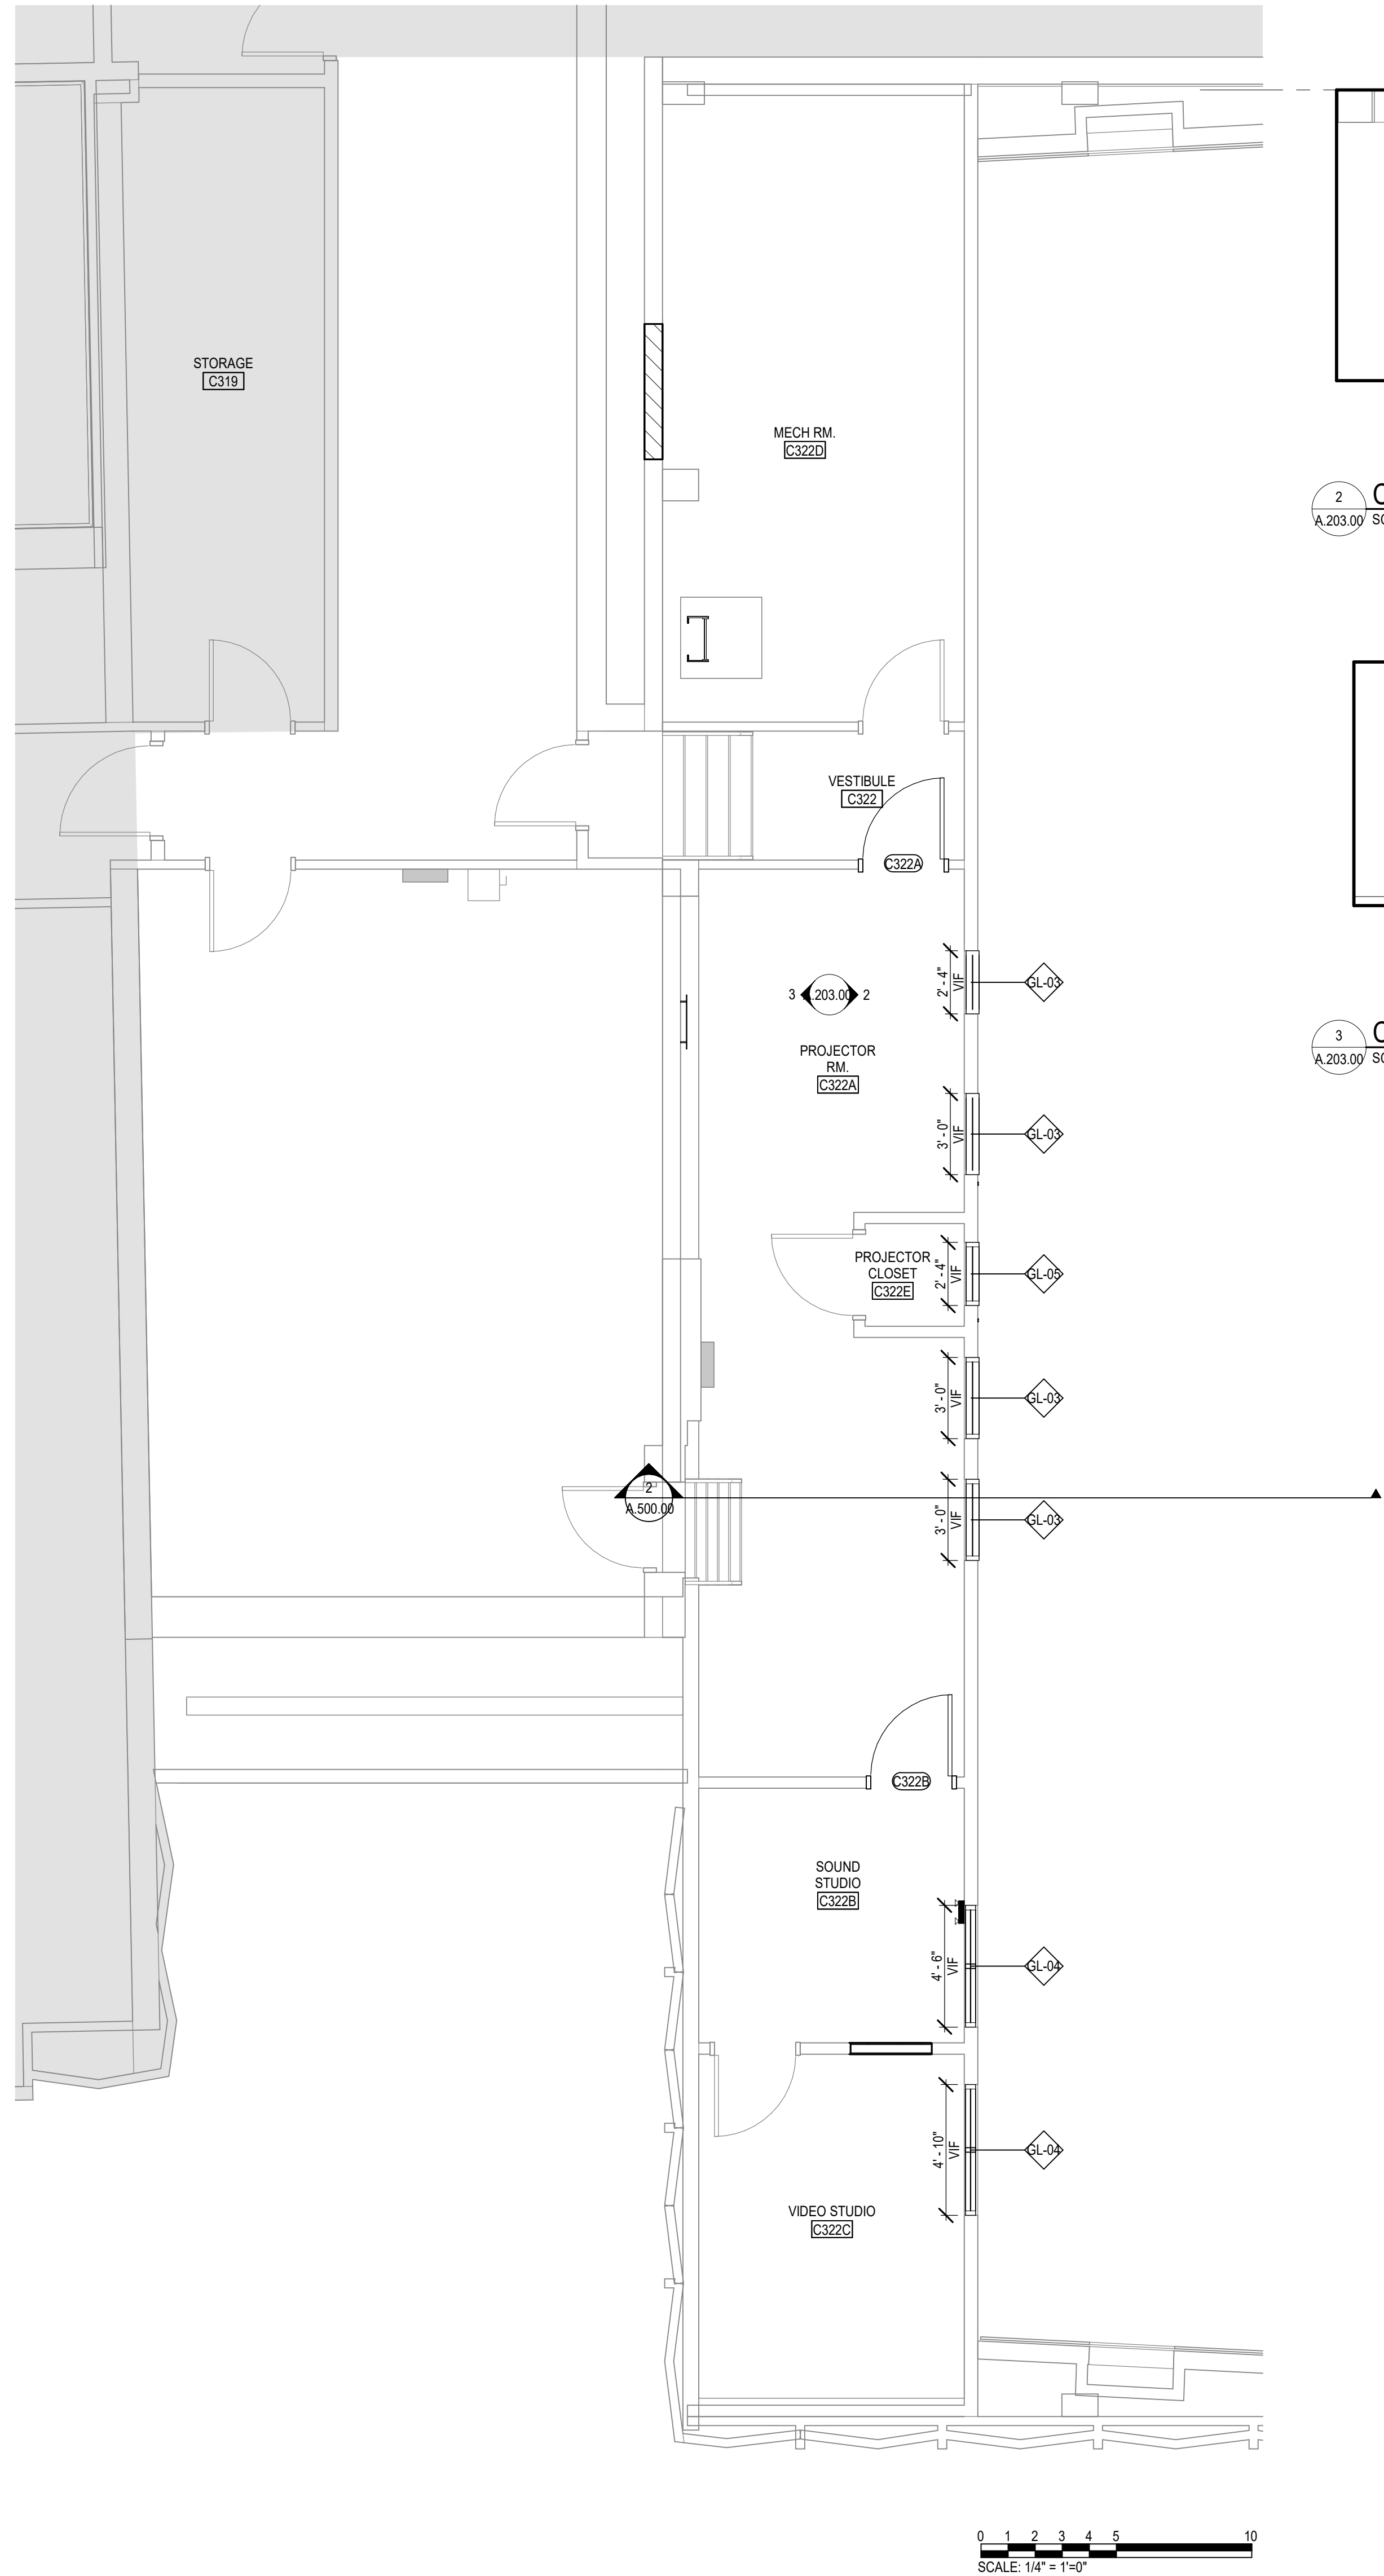 STORAGE
C319
MECH RM.
C322D
2
A.203.00
VESTIBULE
C322
C322A
2' - 4"
VIF
GL-03
3
A.203.00
2
PROJECTOR
RM.
C322A
3
A.203.00
3' - 0"
VIF
GL-03
PROJECTOR
CLOSET
C322E
2' - 4"
VIF
GL-05
3' - 0"
VIF
GL-03
2
A.500.00
3' - 0"
VIF
GL-03
C322B
SOUND
STUDIO
C322B
4' - 6"
VIF
GL-04
4' - 10"
VIF
GL-04
VIDEO STUDIO
C322C
0 1 2 3 4 5 10
SCALE: 1/4" = 1'=0"